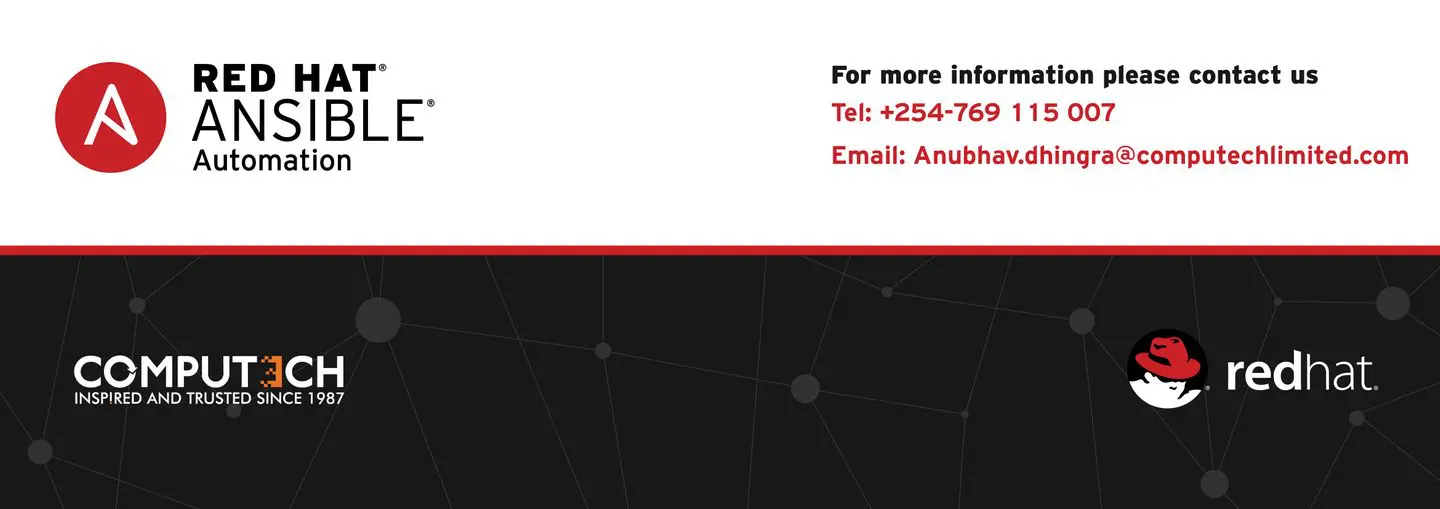 RED HAT®
ANSIBLE®
Automation
For more information please contact us
Tel: +254-769 115 007
Email: Anubhav.dhingra@computechlimited.com
COMPUTECH
INSPIRED AND TRUSTED SINCE 1987
redhat®